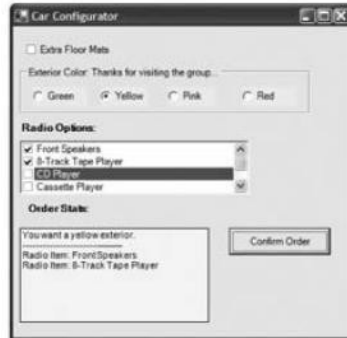 Car Configurator
Extra Floor Mats
Exterior Color: Thanks for visiting the group...
Green Yellow Pink Red
Radio Options:
Front Speakers
8-Track Tape Player
CD Player
Cassette Player
Order Stats:
You want a yellow exterior.
Radio Item: Front Speakers
Radio Item: 8-Track Tape Player
Confirm Order